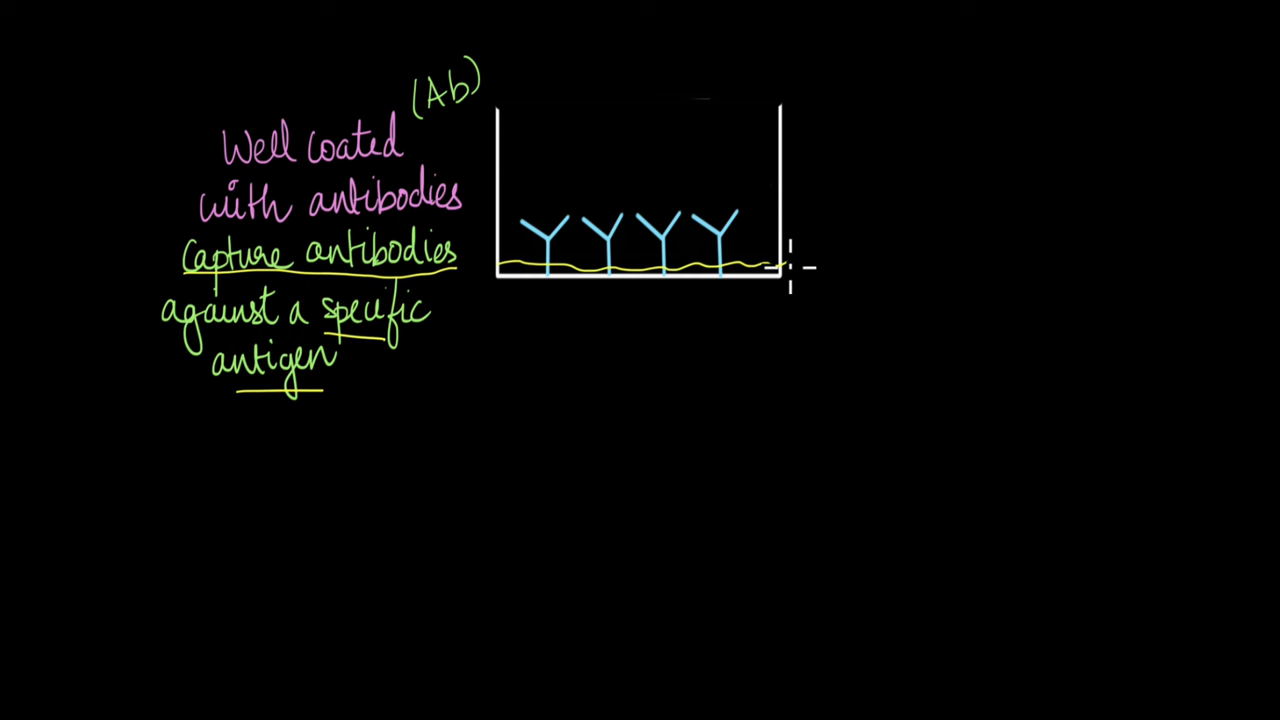 (Ab)
Well coated
with antibodies
Capture antibodies
against a specific
antigen